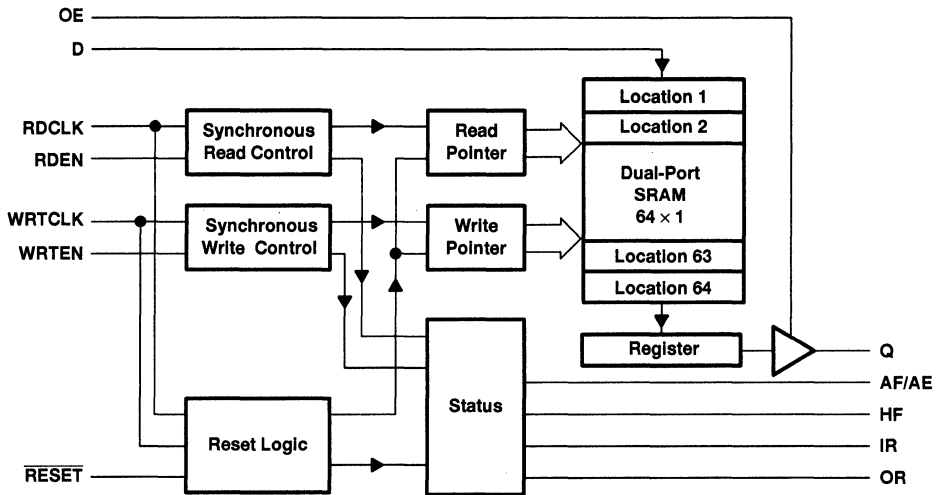 OE
D
RDCLK
RDEN
WRTCLK
WRTEN
RESET
Synchronous
Read Control
Synchronous
Write Control
Reset Logic
Read
Pointer
Write
Pointer
Status
Location 1
Location 2
Dual-Port
SRAM
64 × 1
Location 63
Location 64
Register
Q
AF/AE
HF
IR
OR